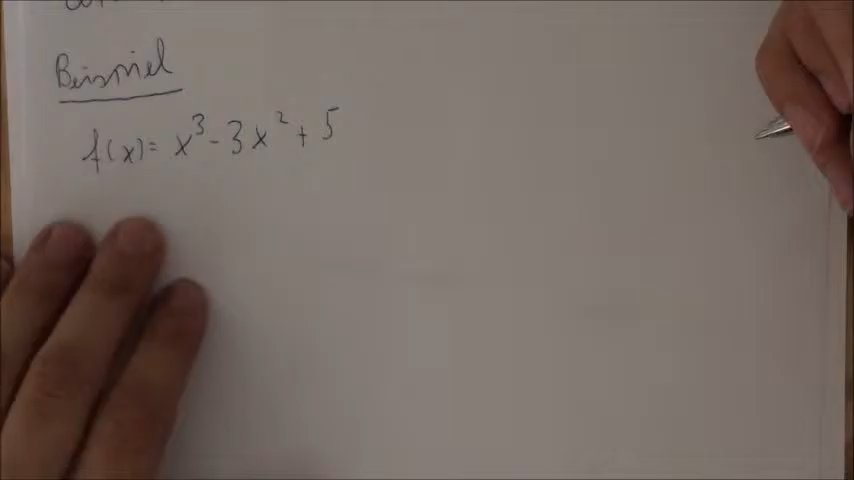 Beispiel
f(x) = x³ - 3x² + 5